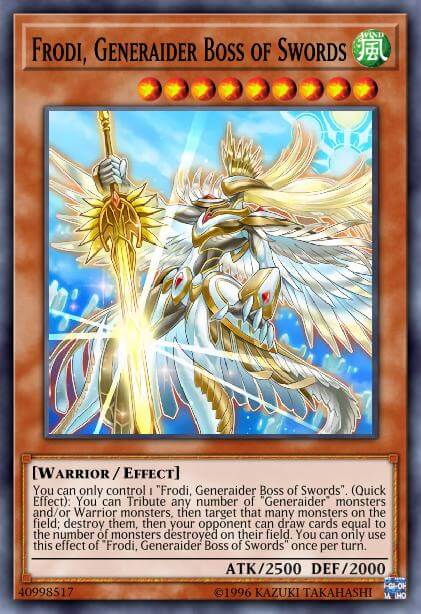 Frodi, Generaider Boss of Swords
WIND
風
[Warrior / Effect]
You can only control 1 "Frodi, Generaider Boss of Swords". (Quick
Effect): You can Tribute any number of "Generaider" monsters
and/or Warrior monsters, then target that many monsters on the
field; destroy them, then your opponent can draw cards equal to
the number of monsters destroyed on their field. You can only use
this effect of "Frodi, Generaider Boss of Swords" once per turn.
ATK/2500 DEF/2000
40998517
©1996 KAZUKI TAKAHASHI